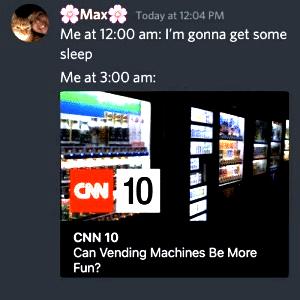 🌸Max🌸 Today at 12:04 PM
Me at 12:00 am: I'm gonna get some
sleep
Me at 3:00 am:
CNN 10
CNN 10
Can Vending Machines Be More
Fun?